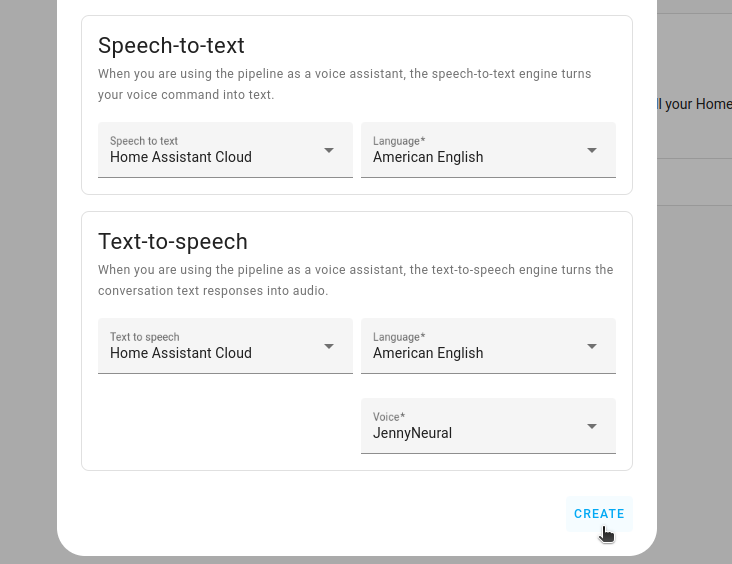 Speech-to-text
When you are using the pipeline as a voice assistant, the speech-to-text engine turns
your voice command into text.
Speech to text
Home Assistant Cloud
Language*
American English
ll your Home
Text-to-speech
When you are using the pipeline as a voice assistant, the text-to-speech engine turns the
conversation text responses into audio.
Text to speech
Home Assistant Cloud
Language*
American English
Voice*
JennyNeural
CREATE